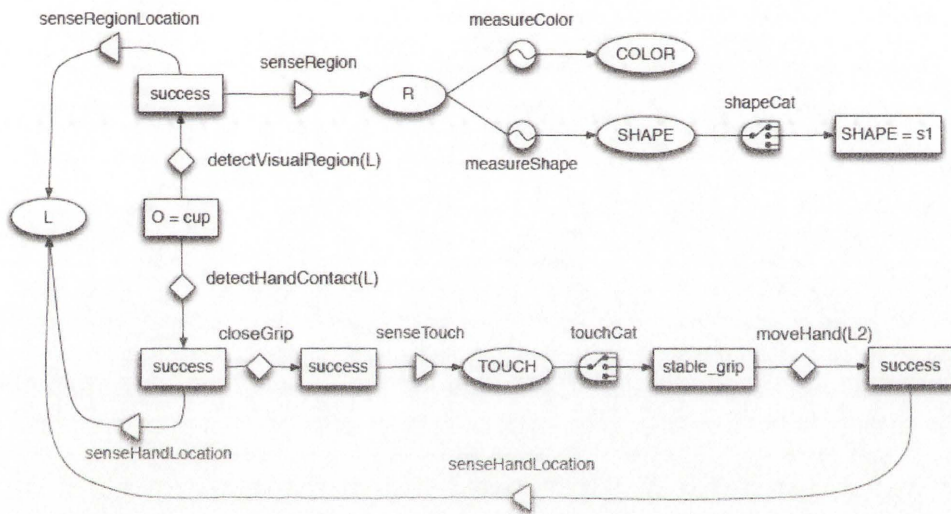 senseRegionLocation
measureColor
COLOR
senseRegion
success
R
shapeCat
SHAPE
SHAPE = s1
measureShape
detectVisualRegion(L)
L
O = cup
detectHandContact(L)
closeGrip
senseTouch
touchCat
moveHand(L2)
success
success
TOUCH
stable_grip
success
senseHandLocation
senseHandLocation